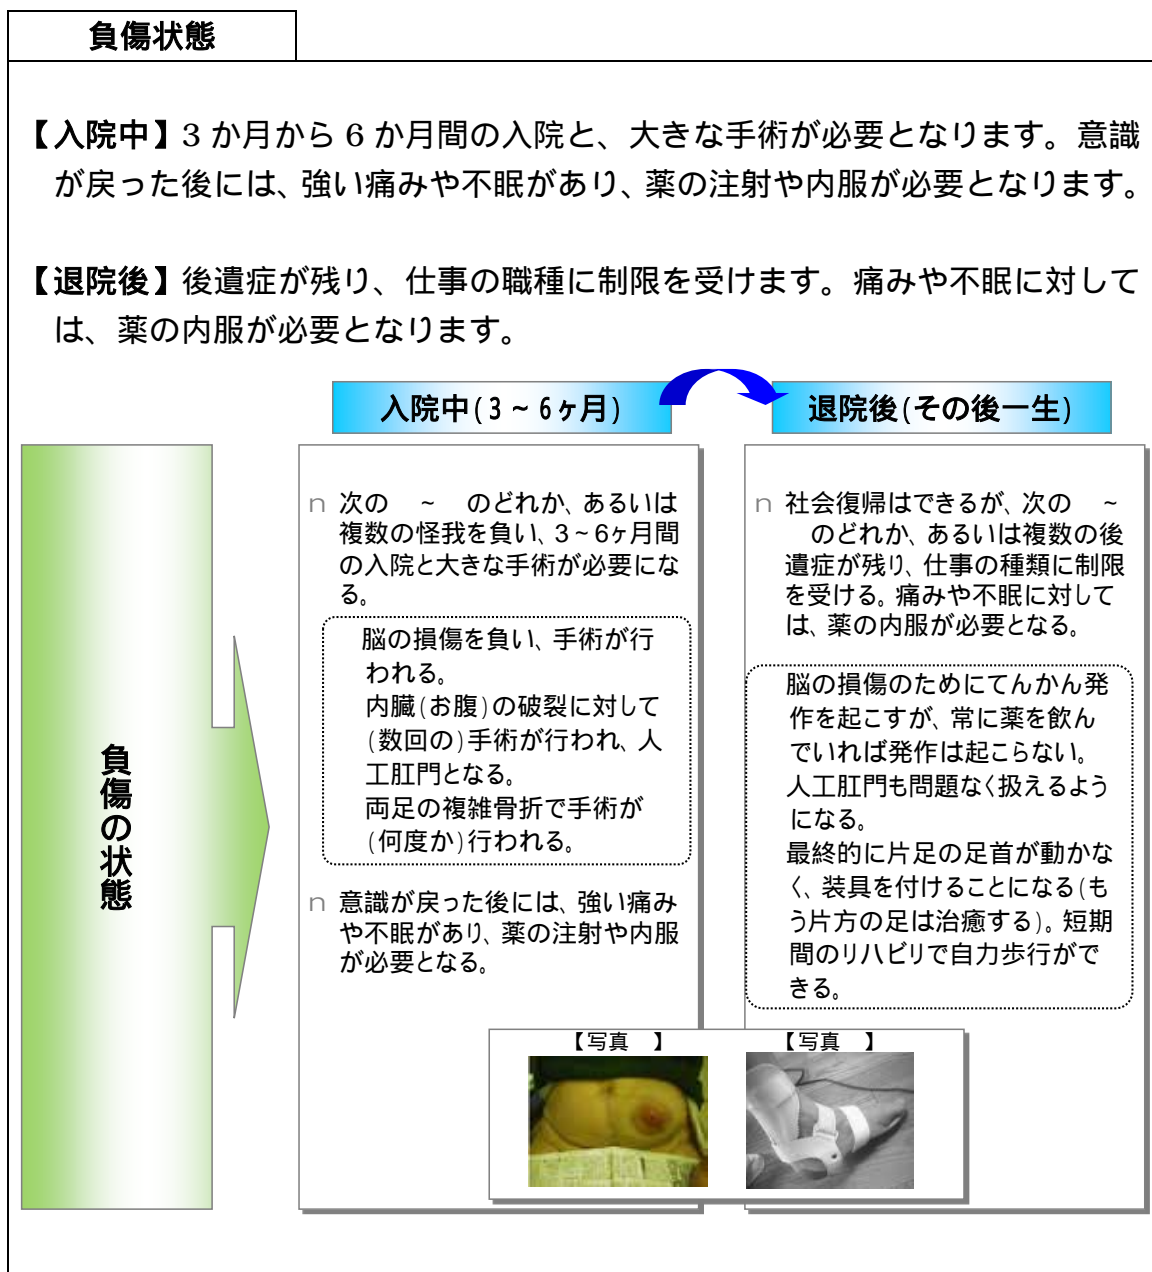 負傷状態
【入院中】3 か月から 6 か月間の入院と、大きな手術が必要となります。意識
が戻った後には、強い痛みや不眠があり、薬の注射や内服が必要となります。
【退院後】後遺症が残り、仕事の職種に制限を受けます。痛みや不眠に対して
は、薬の内服が必要となります。
入院中(3～6ヶ月)
退院後(その後一生)
負傷の状態
n 次の　～　のどれか、あるいは
複数の怪我を負い、3～6ヶ月間
の入院と大きな手術が必要にな
る。
脳の損傷を負い、手術が行
われる。
内臓(お腹)の破裂に対して
(数回の)手術が行われ、人
工肛門となる。
両足の複雑骨折で手術が
(何度か)行われる。
n 意識が戻った後には、強い痛み
や不眠があり、薬の注射や内服
が必要となる。
n 社会復帰はできるが、次の　～
のどれか、あるいは複数の後
遺症が残り、仕事の種類に制限
を受ける。痛みや不眠に対して
は、薬の内服が必要となる。
脳の損傷のためにてんかん発
作を起こすが、常に薬を飲ん
でいれば発作は起こらない。
人工肛門も問題なく扱えるよう
になる。
最終的に片足の足首が動かな
く、装具を付けることになる(も
う片方の足は治癒する)。短期
間のリハビリで自力歩行がで
きる。
【写真　】
【写真　】